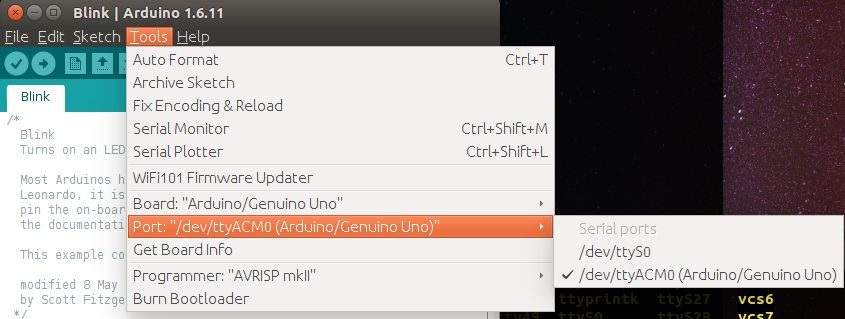 Blink | Arduino 1.6.11
File Edit Sketch Tools Help
Blink
/*
Blink
Turns on an LED
Most Arduinos h
Leonardo, it is
pin the on-boar
the documentati
This example co
modified 8 May
by Scott Fitzge
*/
Auto Format Ctrl+T
Archive Sketch
Fix Encoding & Reload
Serial Monitor Ctrl+Shift+M
Serial Plotter Ctrl+Shift+L
WiFi101 Firmware Updater
Board: "Arduino/Genuino Uno"
Port: "/dev/ttyACM0 (Arduino/Genuino Uno)"
Get Board Info
Programmer: "AVRISP mkII"
Burn Bootloader
Serial ports
/dev/ttyS0
/dev/ttyACM0 (Arduino/Genuino Uno)
ttyprintk ttyS27 vcs6
ty49 ttyS0 ttyS28 vcs7